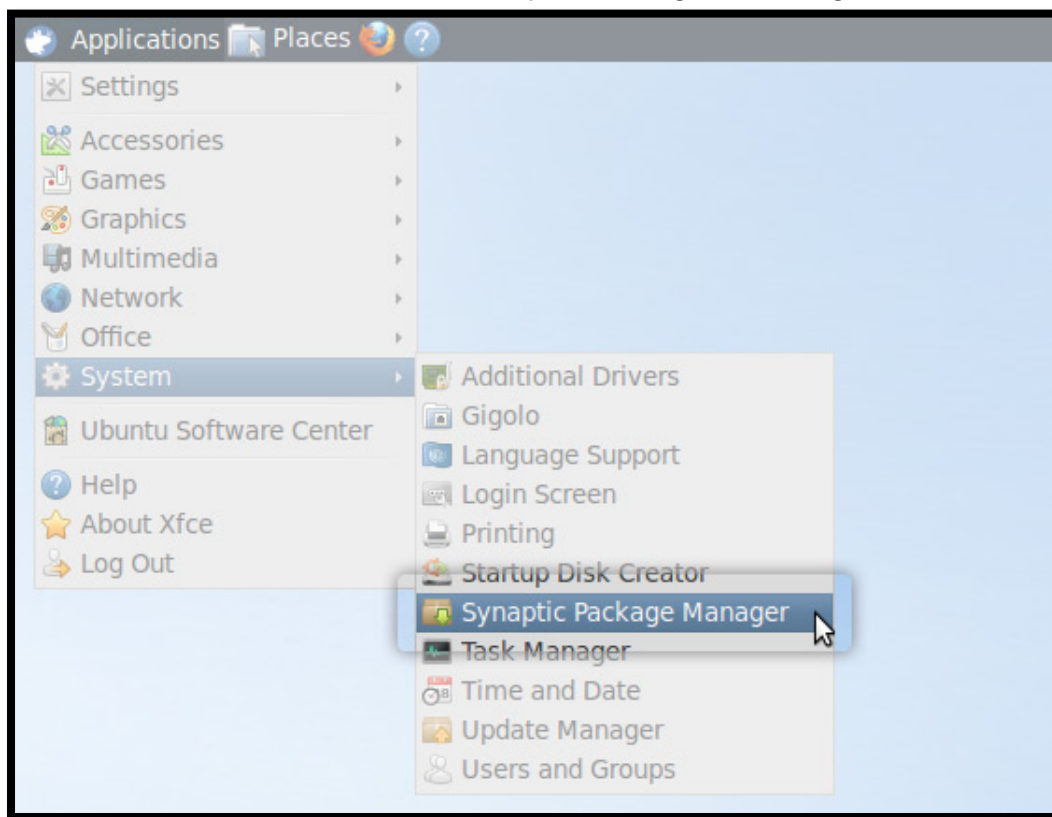 Applications Places ?
Settings
Accessories
Games
Graphics
Multimedia
Network
Office
System
Ubuntu Software Center
Help
About Xfce
Log Out
Additional Drivers
Gigolo
Language Support
Login Screen
Printing
Startup Disk Creator
Synaptic Package Manager
Task Manager
Time and Date
Update Manager
Users and Groups